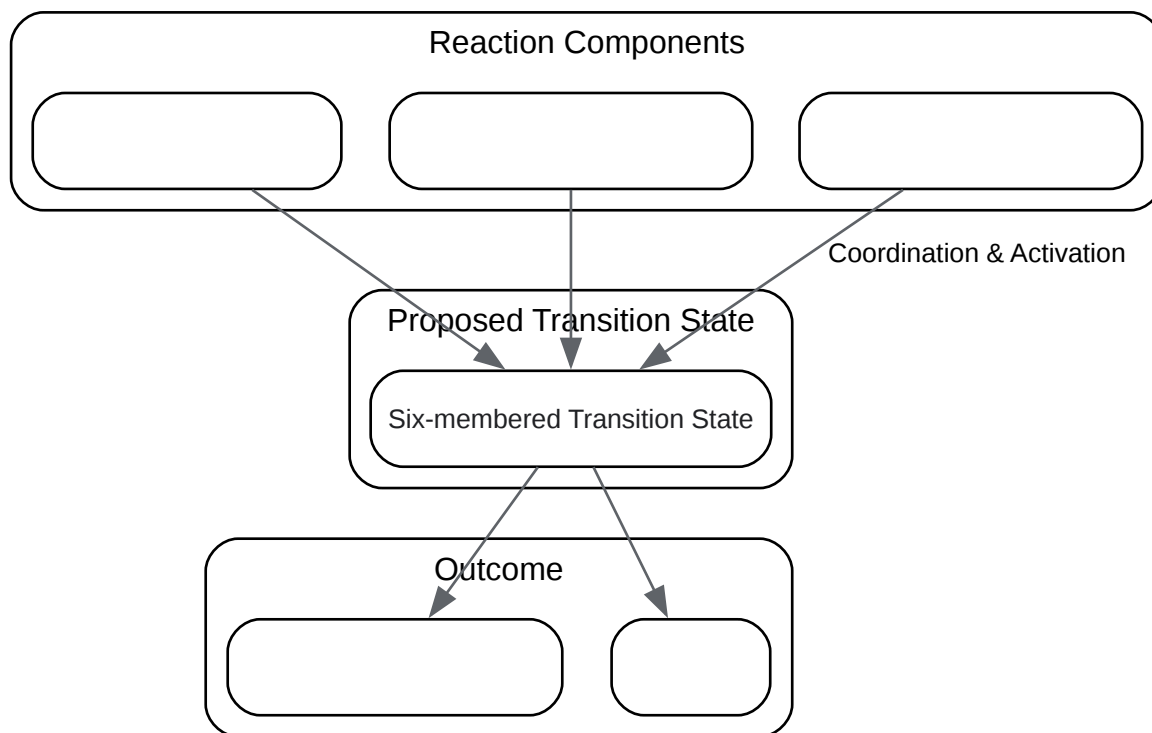 Reaction Components
Coordination & Activation
Proposed Transition State
Six-membered Transition State
Outcome